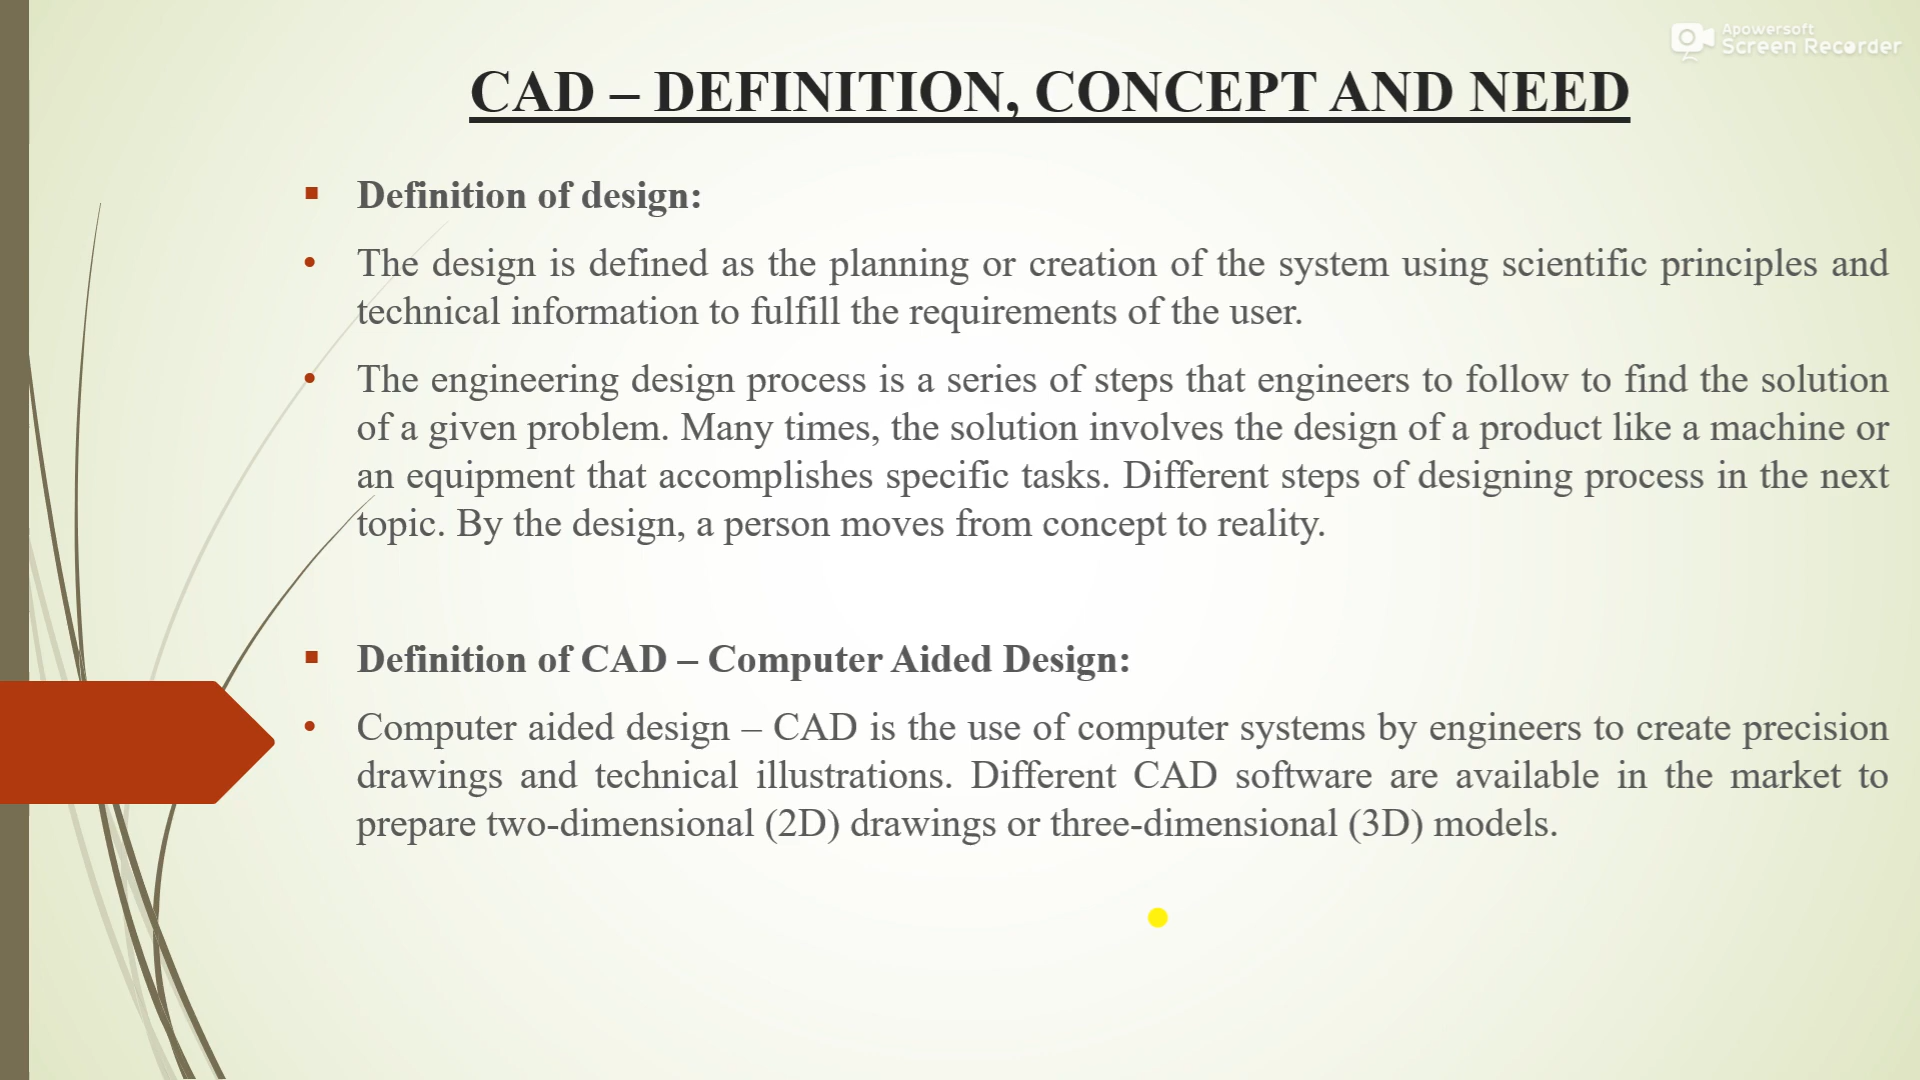 Apowersoft
Screen Recorder
CAD – DEFINITION, CONCEPT AND NEED
Definition of design:
The design is defined as the planning or creation of the system using scientific principles and
technical information to fulfill the requirements of the user.
The engineering design process is a series of steps that engineers to follow to find the solution
of a given problem. Many times, the solution involves the design of a product like a machine or
an equipment that accomplishes specific tasks. Different steps of designing process in the next
topic. By the design, a person moves from concept to reality.
Definition of CAD – Computer Aided Design:
Computer aided design – CAD is the use of computer systems by engineers to create precision
drawings and technical illustrations. Different CAD software are available in the market to
prepare two-dimensional (2D) drawings or three-dimensional (3D) models.